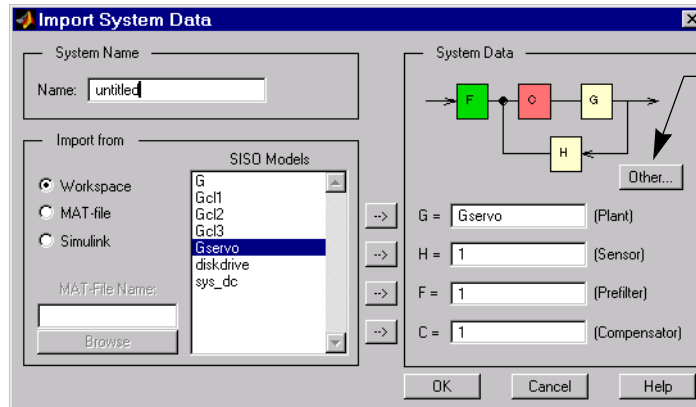 Import System Data
System Name
Name: untitled
Import from
Workspace
MAT-file
Simulink
MAT-File Name:
Browse
SISO Models
G
Gcl1
Gcl2
Gcl3
Gservo
diskdrive
sys_dc
-->
-->
-->
-->
System Data
F
C
G
H
Other...
G = Gservo (Plant)
H = 1 (Sensor)
F = 1 (Prefilter)
C = 1 (Compensator)
OK
Cancel
Help